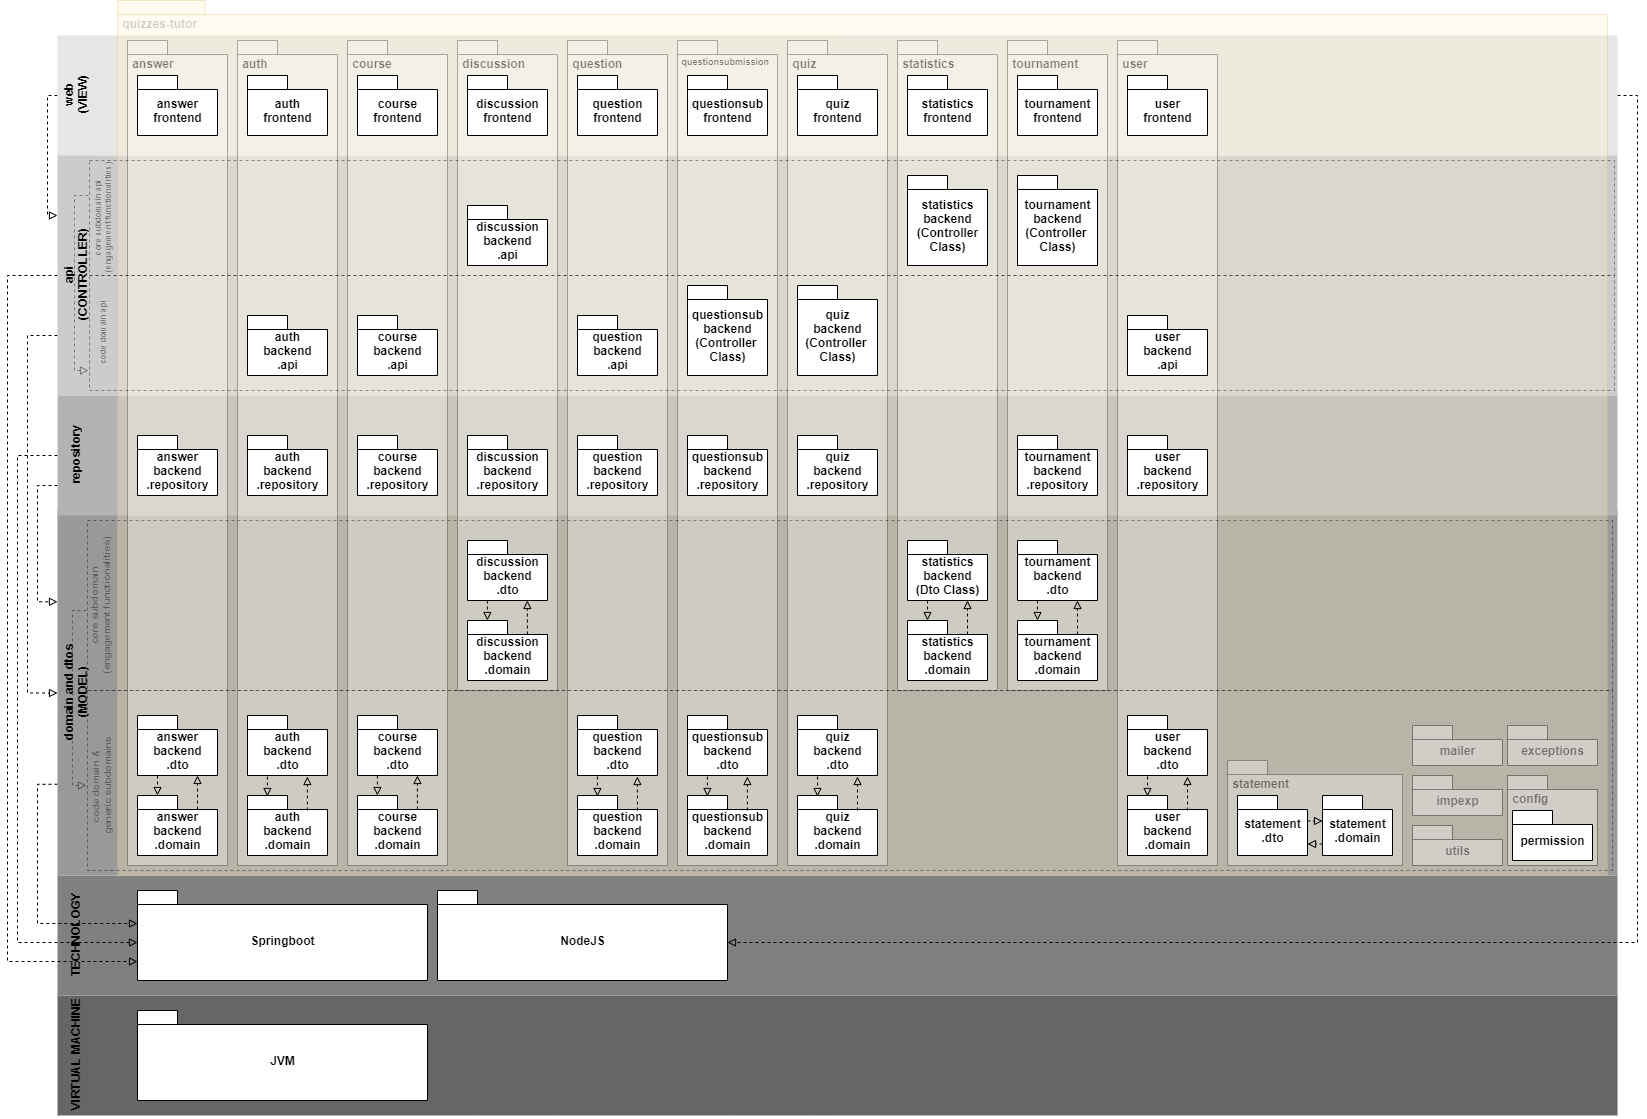 quizzes-tutor
answer
auth
course
discussion
question
questionsubmission
quiz
statistics
tournament
user
web
(VIEW)
answer
frontend
auth
frontend
course
frontend
discussion
frontend
question
frontend
questionsub
frontend
quiz
frontend
statistics
frontend
tournament
frontend
user
frontend
api
(CONTROLLER)
core subdomain api
(engagement functionalities)
discussion
backend
.api
statistics
backend
(Controller
Class)
tournament
backend
(Controller
Class)
code domain api
auth
backend
.api
course
backend
.api
question
backend
.api
questionsub
backend
(Controller
Class)
quiz
backend
(Controller
Class)
user
backend
.api
repository
answer
backend
.repository
auth
backend
.repository
course
backend
.repository
discussion
backend
.repository
question
backend
.repository
questionsub
backend
.repository
quiz
backend
.repository
tournament
backend
.repository
user
backend
.repository
domain and dtos
(MODEL)
core subdomain
(engagement functionalities)
discussion
backend
.dto
statistics
backend
(Dto Class)
tournament
backend
.dto
discussion
backend
.domain
statistics
backend
.domain
tournament
backend
.domain
code domain &
generic subdomains
answer
backend
.dto
auth
backend
.dto
course
backend
.dto
question
backend
.dto
questionsub
backend
.dto
quiz
backend
.dto
user
backend
.dto
answer
backend
.domain
auth
backend
.domain
course
backend
.domain
question
backend
.domain
questionsub
backend
.domain
quiz
backend
.domain
user
backend
.domain
statement
statement
.dto
statement
.domain
mailer
exceptions
impexp
config
utils
permission
TECHNOLOGY
Springboot
NodeJS
VIRTUAL MACHINE
JVM